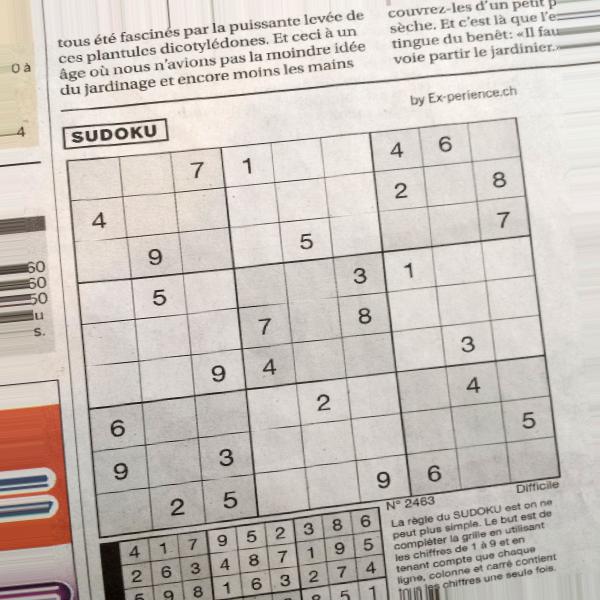 tous été fascinés par la puissante levée de
ces plantules dicotylédones. Et ceci à un
âge où nous n'avions pas la moindre idée
du jardinage et encore moins les mains
couvrez-les d'un petit p
sèche. Et c'est là que l'e
tingue du benêt: «Il fau
voie partir le jardinier.»
0 à
4
by Ex-perience.ch
SUDOKU
7 1 4 6
4 2 8
9 5 7
5 3 1
7 8
9 4 3
6 2 4
9 3 5
2 5 9 6
60
60
50
u
s.
N° 2463
Difficile
La règle du SUDOKU est on ne
peut plus simple. Le but est de
compléter la grille en utilisant
les chiffres de 1 à 9 et en
tenant compte que chaque
ligne, colonne et carré contient
les chiffres une seule fois.
4 1 7 9 5 2 3 8 6
2 6 3 4 8 7 1 9 5
5 9 8 1 6 3 2 7 4
8 5 1